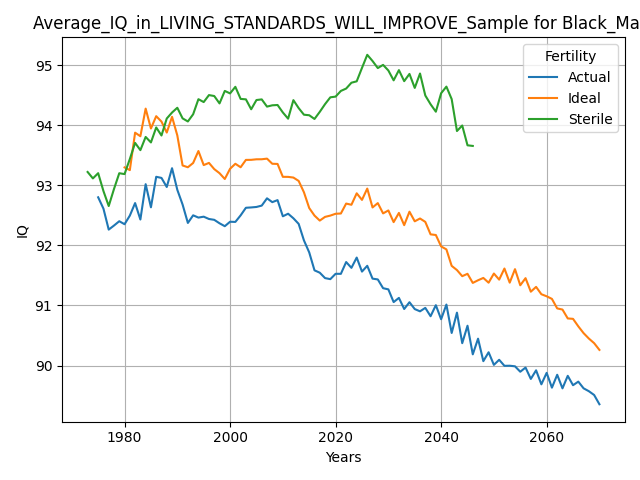 Average_IQ_in_LIVING_STANDARDS_WILL_IMPROVE_Sample for Black_Ma
Fertility
Actual
Ideal
Sterile
IQ
95
94
93
92
91
90
1980
2000
2020
2040
2060
Years